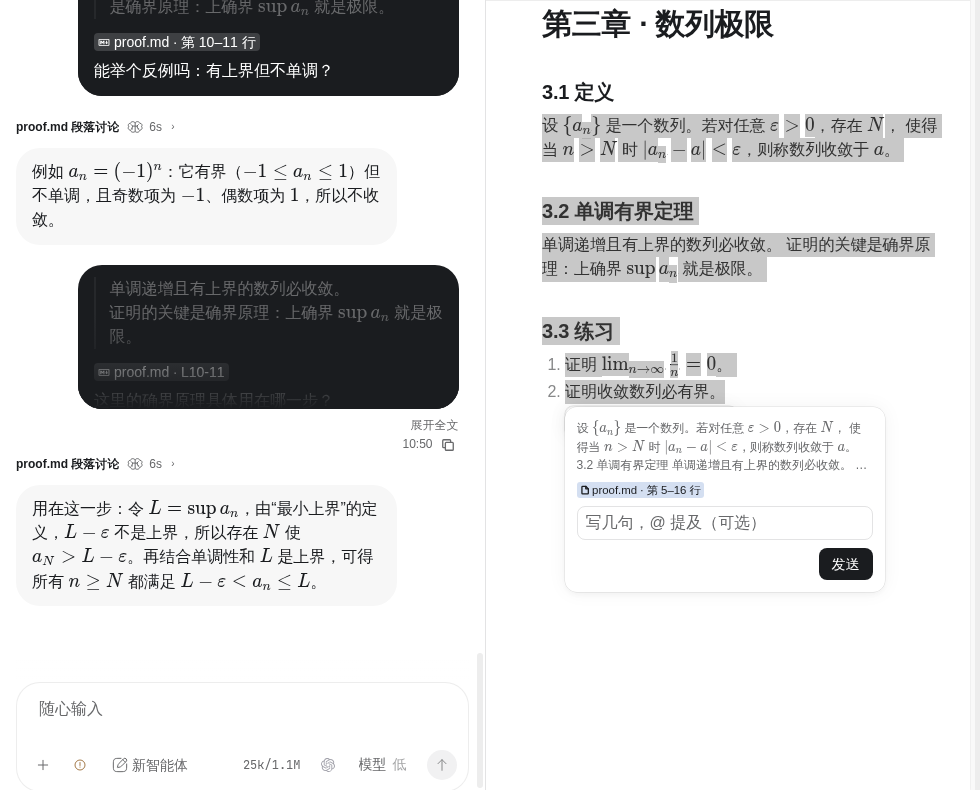 是确界原理：上确界 sup aₙ 就是极限。
proof.md · 第 10–11 行
能举个反例吗：有上界但不单调？
proof.md 段落讨论 6s ›
例如 aₙ = (−1)ⁿ：它有界（−1 ≤ aₙ ≤ 1）但
不单调，且奇数项为 −1、偶数项为 1，所以不收
敛。
单调递增且有上界的数列必收敛。
证明的关键是确界原理：上确界 sup aₙ 就是极
限。
proof.md · L10-11
这里的确界原理具体用在哪一步？
展开全文
10:50
proof.md 段落讨论 6s ›
用在这一步：令 L = sup aₙ，由“最小上界”的定
义，L − ε 不是上界，所以存在 N 使
a_N > L − ε。再结合单调性和 L 是上界，可得
所有 n ≥ N 都满足 L − ε < aₙ ≤ L。
随心输入
新智能体 25k/1.1M 模型 低
第三章 · 数列极限
3.1 定义
设 {aₙ} 是一个数列。若对任意 ε > 0，存在 N， 使得
当 n > N 时 |aₙ − a| < ε，则称数列收敛于 a。
3.2 单调有界定理
单调递增且有上界的数列必收敛。 证明的关键是确界原
理：上确界 sup aₙ 就是极限。
3.3 练习
1. 证明 lim_{n→∞} 1/n = 0。
2. 证明收敛数列必有界。
设 {aₙ} 是一个数列。若对任意 ε > 0，存在 N， 使
得当 n > N 时 |aₙ − a| < ε，则称数列收敛于 a。
3.2 单调有界定理 单调递增且有上界的数列必收敛。 …
proof.md · 第 5–16 行
写几句，@ 提及（可选）
发送